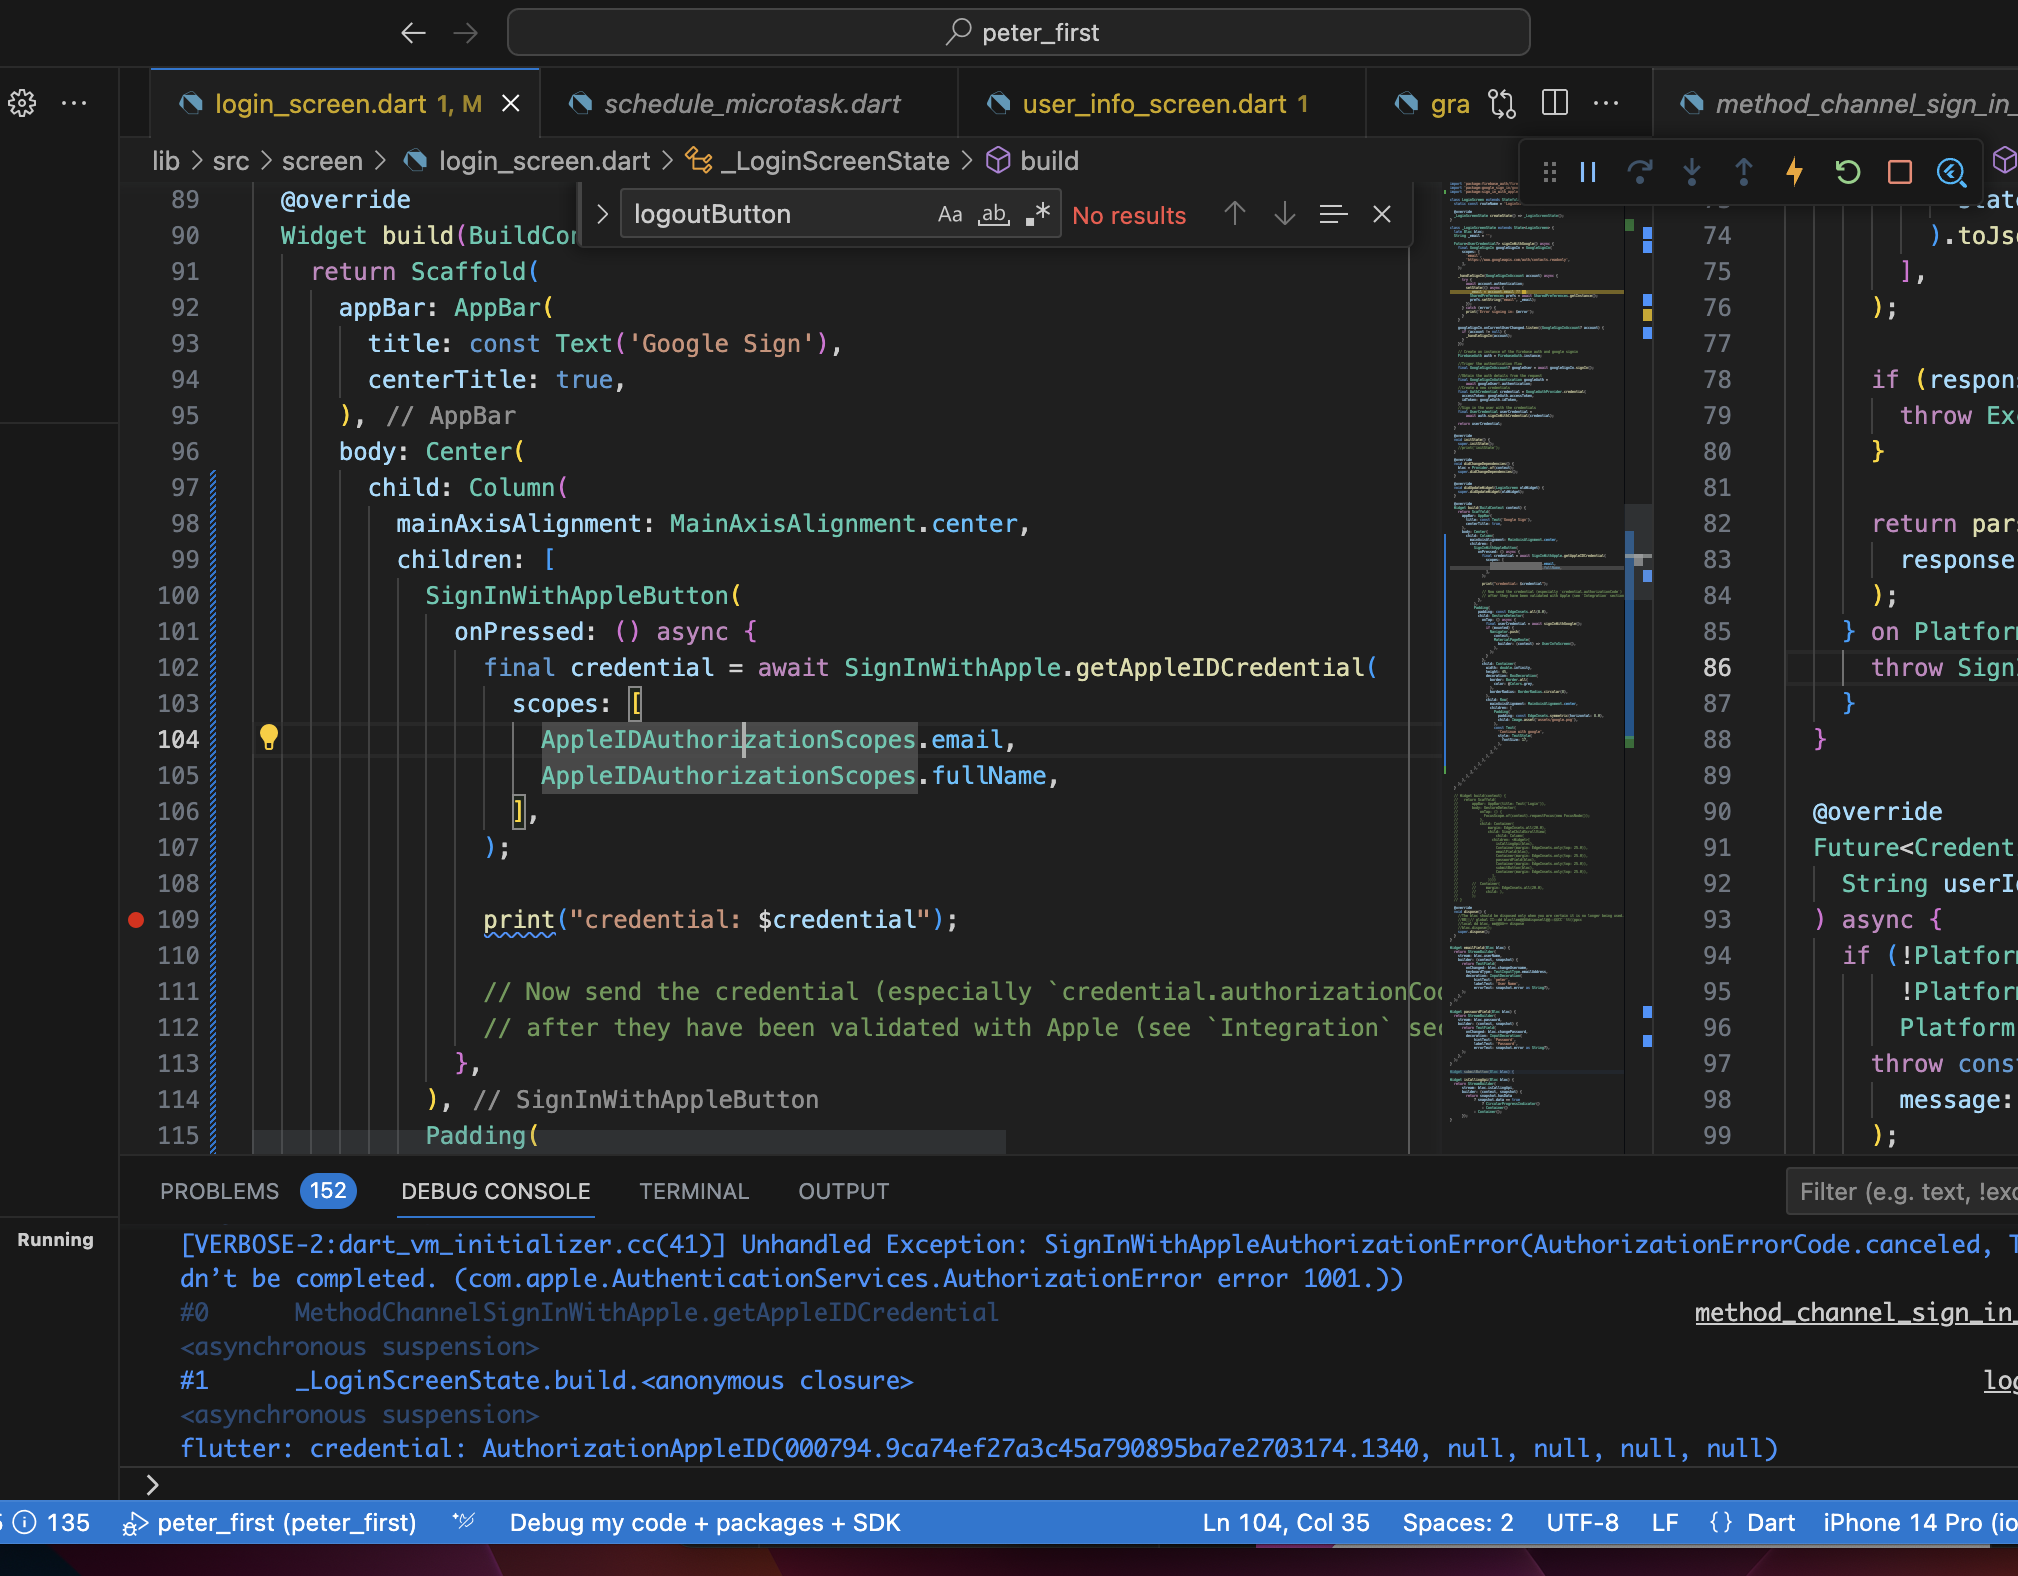 peter_first
login_screen.dart 1, M
schedule_microtask.dart
user_info_screen.dart 1
gra
method_channel_sign_in_
lib > src > screen > login_screen.dart > _LoginScreenState > build
logoutButton
Aa
ab
No results
89 @override
90 Widget build(BuildCo
91 return Scaffold(
92 appBar: AppBar(
93 title: const Text('Google Sign'),
94 centerTitle: true,
95 ), // AppBar
96 body: Center(
97 child: Column(
98 mainAxisAlignment: MainAxisAlignment.center,
99 children: [
100 SignInWithAppleButton(
101 onPressed: () async {
102 final credential = await SignInWithApple.getAppleIDCredential(
103 scopes: [
104 AppleIDAuthorizationScopes.email,
105 AppleIDAuthorizationScopes.fullName,
106 ],
107 );
108
109 print("credential: $credential");
110
111 // Now send the credential (especially `credential.authorizationCo
112 // after they have been validated with Apple (see `Integration` se
113 },
114 ), // SignInWithAppleButton
115 Padding(
74 ).toJs
75 ],
76 );
77
78 if (respon
79 throw Ex
80 }
81
82 return par
83 response
84 );
85 } on Platfor
86 throw Sign
87 }
88 }
89
90 @override
91 Future<Credent
92 String userI
93 ) async {
94 if (!Platfor
95 !Platfor
96 Platform
97 throw cons
98 message:
99 );
PROBLEMS 152 DEBUG CONSOLE TERMINAL OUTPUT
Filter (e.g. text, !exc
Running
[VERBOSE-2:dart_vm_initializer.cc(41)] Unhandled Exception: SignInWithAppleAuthorizationError(AuthorizationErrorCode.canceled, T
dn’t be completed. (com.apple.AuthenticationServices.AuthorizationError error 1001.))
#0 MethodChannelSignInWithApple.getAppleIDCredential method_channel_sign_in_
<asynchronous suspension>
#1 _LoginScreenState.build.<anonymous closure> log
<asynchronous suspension>
flutter: credential: AuthorizationAppleID(000794.9ca74ef27a3c45a790895ba7e2703174.1340, null, null, null, null)
135 peter_first (peter_first) Debug my code + packages + SDK Ln 104, Col 35 Spaces: 2 UTF-8 LF {} Dart iPhone 14 Pro (io